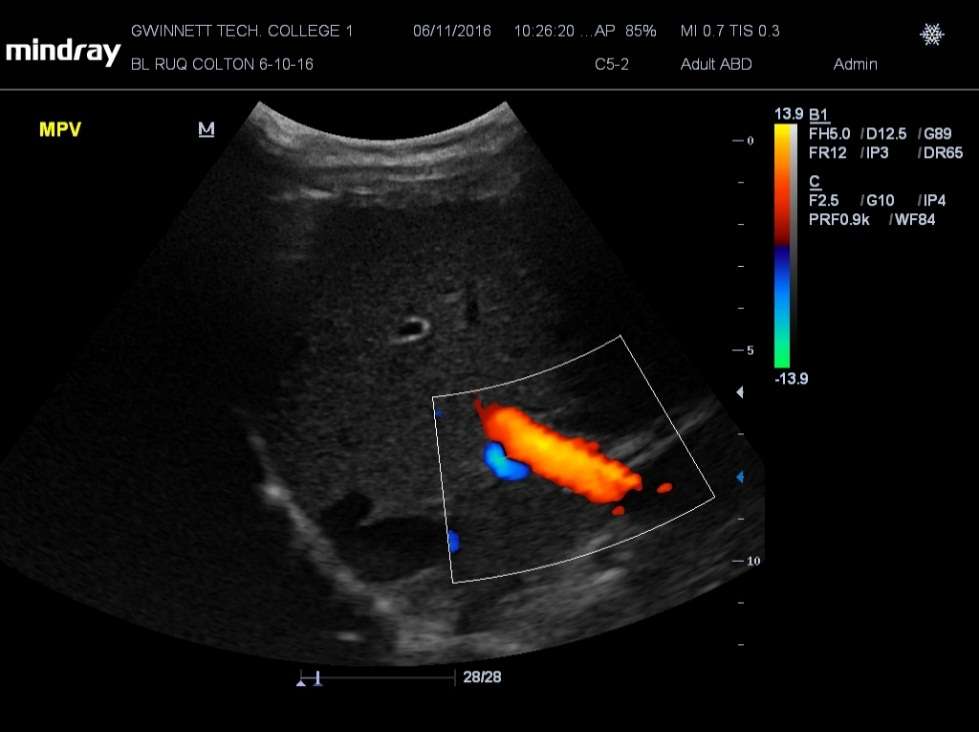 mindray
GWINNETT TECH. COLLEGE 1 06/11/2016 10:26:20 ...AP 85% MI 0.7 TIS 0.3
BL RUQ COLTON 6-10-16 C5-2 Adult ABD Admin
MPV
M
13.9
B1
FH5.0 /D12.5 /G89
FR12 /IP3 /DR65
C
F2.5 /G10 /IP4
PRF0.9k /WF84
-13.9
0
5
10
28/28